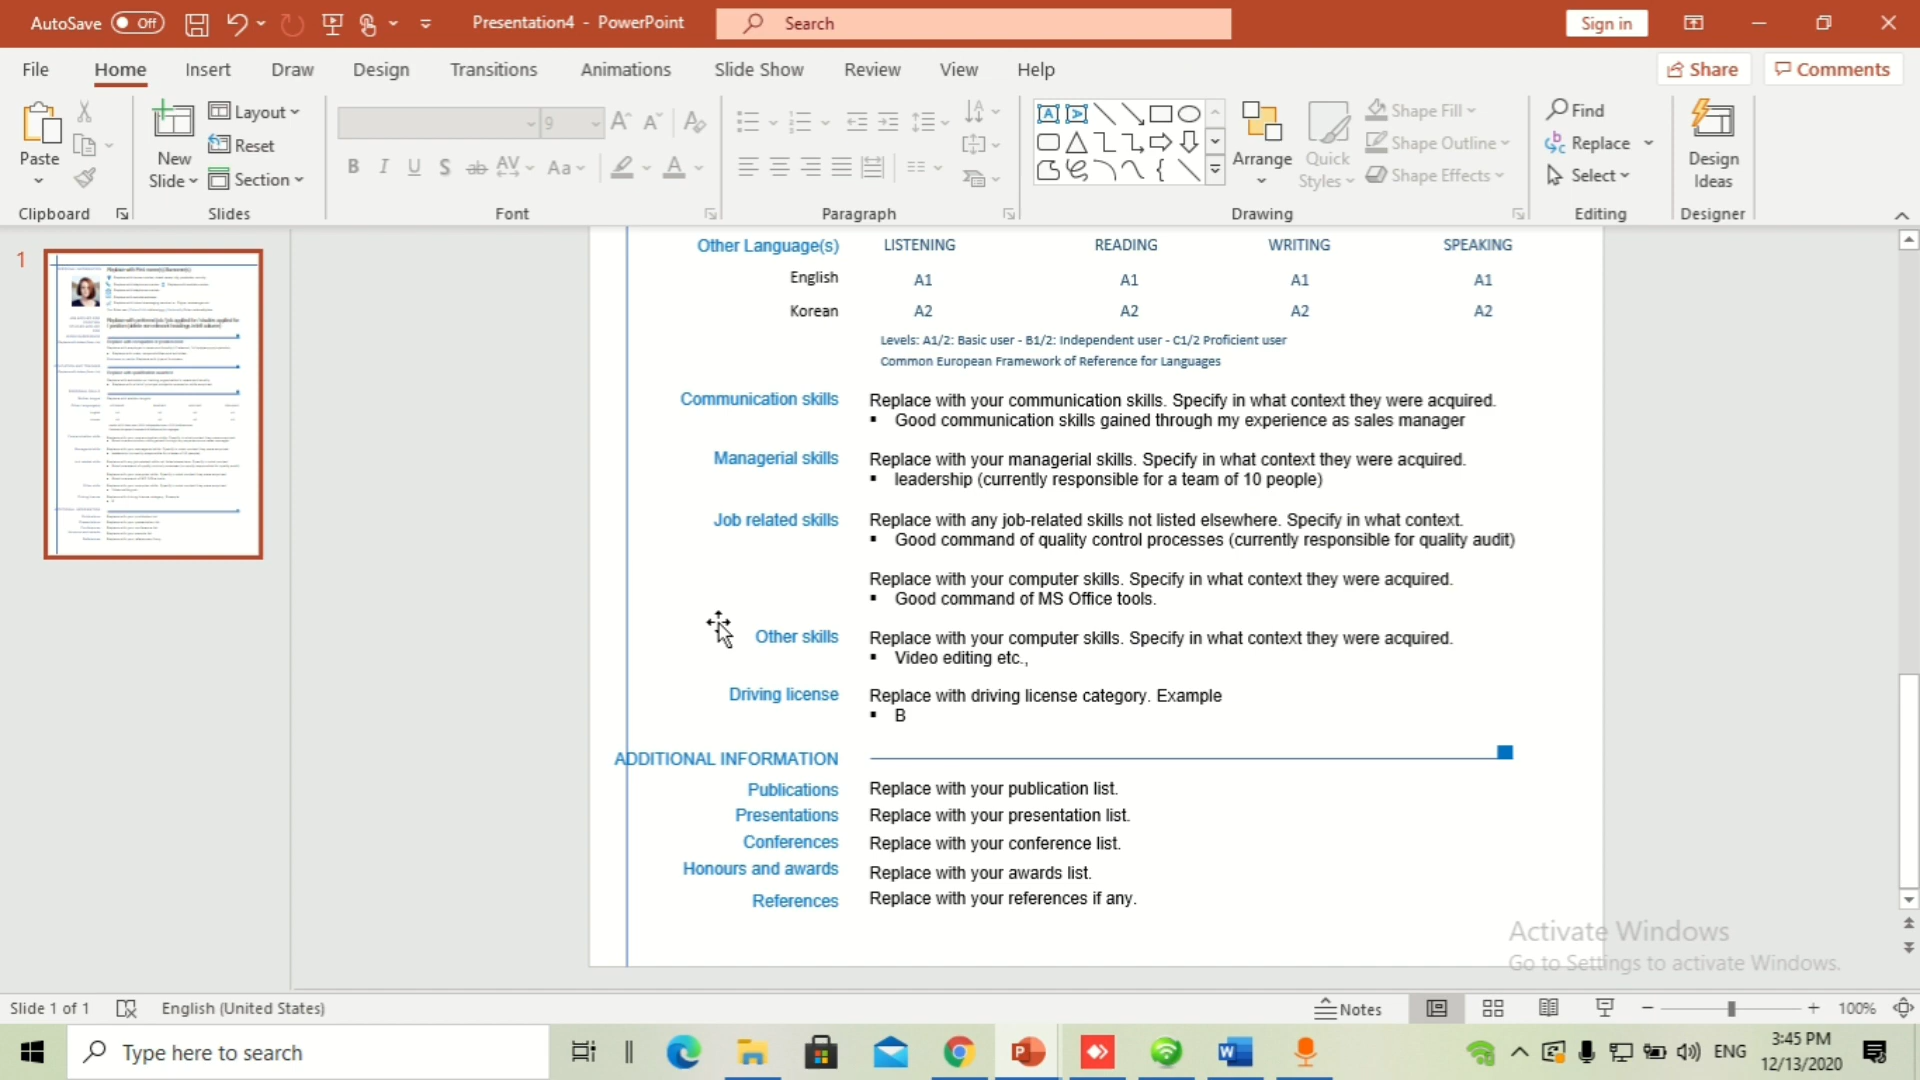 AutoSave Off
Presentation4 - PowerPoint
Search
Sign in
File Home Insert Draw Design Transitions Animations Slide Show Review View Help
Share Comments
Paste
New Slide
Layout
Reset
Section
9
B I U S ab AV Aa A
Arrange
Quick Styles
Shape Fill
Shape Outline
Shape Effects
Find
Replace
Select
Design Ideas
Clipboard Slides Font Paragraph Drawing Editing Designer
1
Other Language(s) LISTENING READING WRITING SPEAKING
English A1 A1 A1 A1
Korean A2 A2 A2 A2
Levels: A1/2: Basic user - B1/2: Independent user - C1/2 Proficient user
Common European Framework of Reference for Languages
Communication skills Replace with your communication skills. Specify in what context they were acquired.
▪ Good communication skills gained through my experience as sales manager
Managerial skills Replace with your managerial skills. Specify in what context they were acquired.
▪ leadership (currently responsible for a team of 10 people)
Job related skills Replace with any job-related skills not listed elsewhere. Specify in what context.
▪ Good command of quality control processes (currently responsible for quality audit)
Replace with your computer skills. Specify in what context they were acquired.
▪ Good command of MS Office tools.
Other skills Replace with your computer skills. Specify in what context they were acquired.
▪ Video editing etc.,
Driving license Replace with driving license category. Example
▪ B
ADDITIONAL INFORMATION
Publications Replace with your publication list.
Presentations Replace with your presentation list.
Conferences Replace with your conference list.
Honours and awards Replace with your awards list.
References Replace with your references if any.
Activate Windows
Go to Settings to activate Windows.
Slide 1 of 1 English (United States) Notes 100%
Type here to search
ENG
3:45 PM
12/13/2020